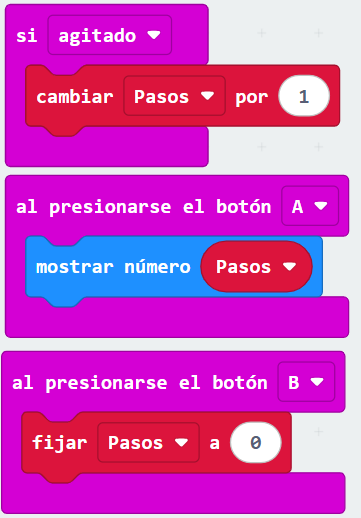 si agitado
cambiar Pasos por 1
al presionarse el botón A
mostrar número Pasos
al presionarse el botón B
fijar Pasos a 0